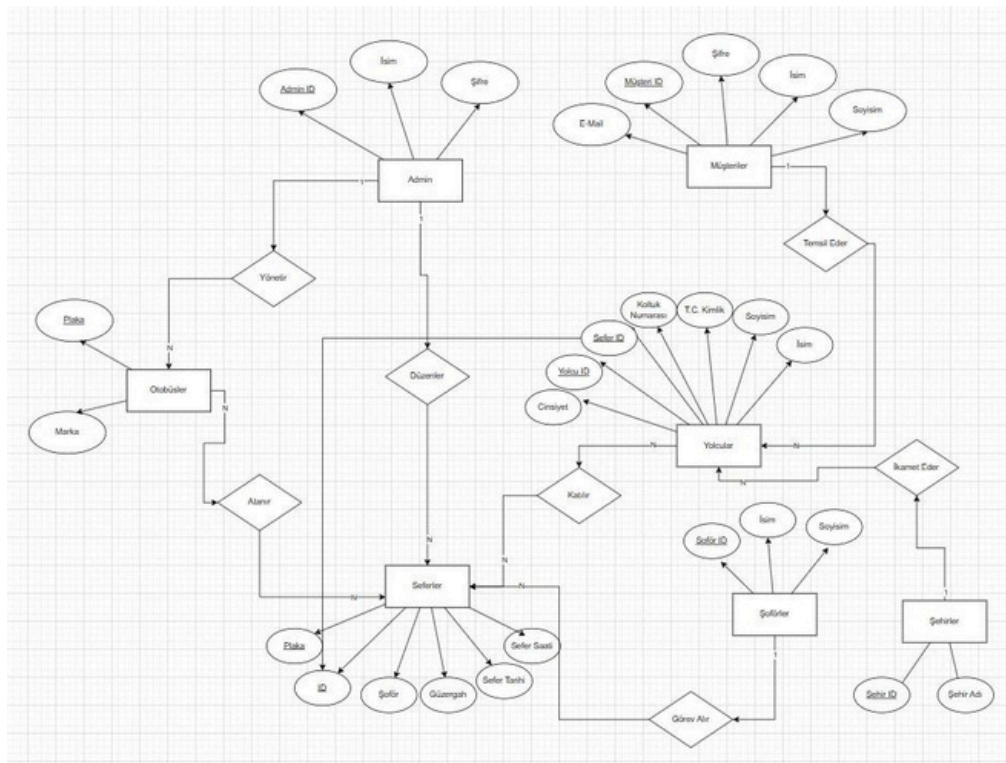 İsim
Şifre
Admin ID
Admin
Şifre
İsim
Müşteri ID
Soyisim
E-Mail
Müşteriler
1
1
1
Temsil Eder
Yönetir
Plaka
N
Otobüsler
N
Marka
Düzenler
Koltuk
Numarası
T.C. Kimlik
Soyisim
Sefer ID
İsim
Yolcu ID
Cinsiyet
Yolcular
N
N
N
İkamet Eder
Atanır
Katılır
N
N
N
N
Seferler
Plaka
ID
Şoför
Güzergah
Sefer Tarihi
Sefer Saati
Şoför ID
İsim
Soyisim
Şoförler
1
Şehirler
1
Şehir ID
Şehir Adı
Görev Alır